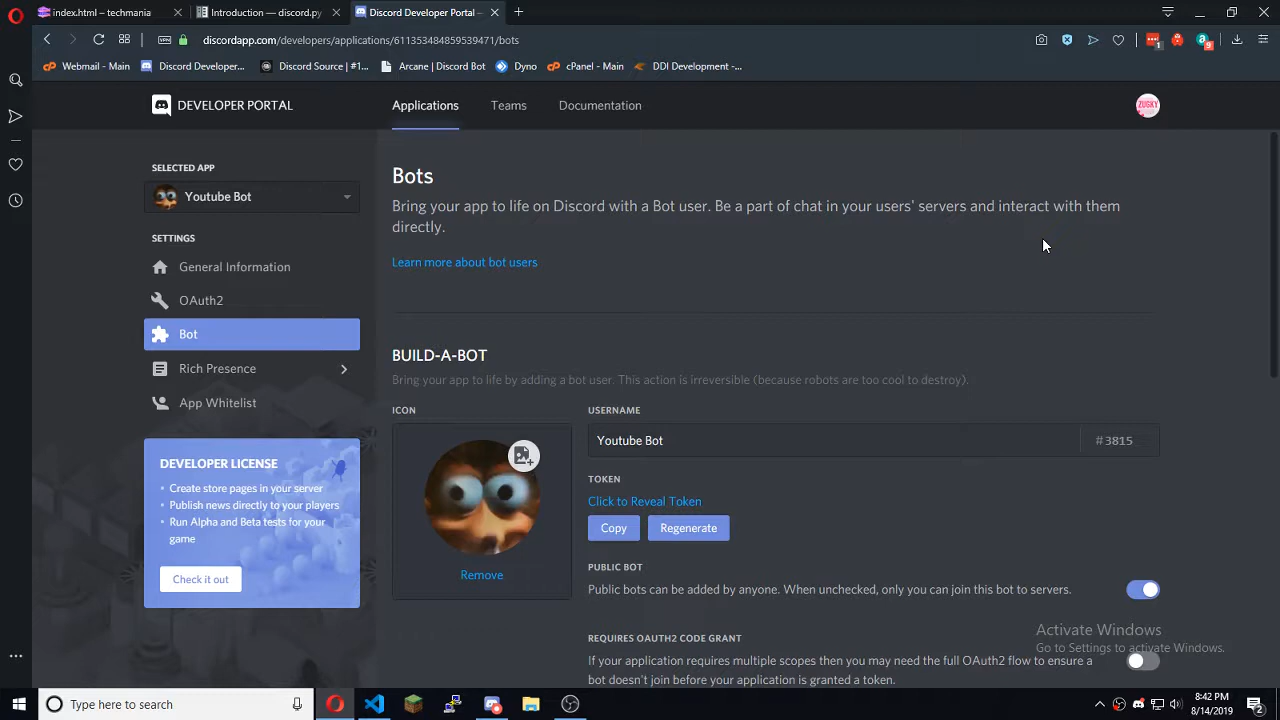 index.html – techmania
Introduction — discord.py
Discord Developer Portal —
VPN
discordapp.com/developers/applications/611353484859539471/bots
1
9
Webmail - Main
Discord Developer...
Discord Source | #1...
Arcane | Discord Bot
Dyno
cPanel - Main
DDI Development -...
DEVELOPER PORTAL
Applications
Teams
Documentation
ZUGKY
SELECTED APP
Youtube Bot
SETTINGS
General Information
OAuth2
Bot
Rich Presence
App Whitelist
DEVELOPER LICENSE
Create store pages in your server
Publish news directly to your players
Run Alpha and Beta tests for your
game
Check it out
Bots
Bring your app to life on Discord with a Bot user. Be a part of chat in your users' servers and interact with them
directly.
Learn more about bot users
BUILD-A-BOT
Bring your app to life by adding a bot user. This action is irreversible (because robots are too cool to destroy).
ICON
Remove
USERNAME
Youtube Bot
#3815
TOKEN
Click to Reveal Token
Copy
Regenerate
PUBLIC BOT
Public bots can be added by anyone. When unchecked, only you can join this bot to servers.
REQUIRES OAUTH2 CODE GRANT
If your application requires multiple scopes then you may need the full OAuth2 flow to ensure a
bot doesn't join before your application is granted a token.
Activate Windows
Go to Settings to activate Windows.
Type here to search
8:42 PM
8/14/2019
2